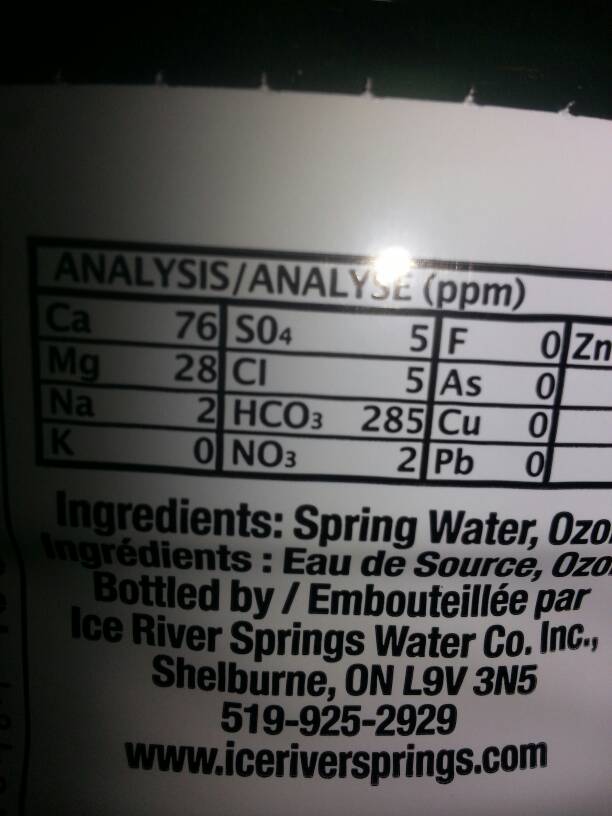 ANALYSIS/ANALYSE (ppm)
Ca 76 SO4 5 F 0 Zn
Mg 28 Cl 5 As 0
Na 2 HCO3 285 Cu 0
K 0 NO3 2 Pb 0
Ingredients: Spring Water,
Ingrédients : Eau de Source,
Bottled by / Embouteillée par
Ice River Springs Water Co. Inc.,
Shelburne, ON L9V 3N5
519-925-2929
www.iceriversprings.com